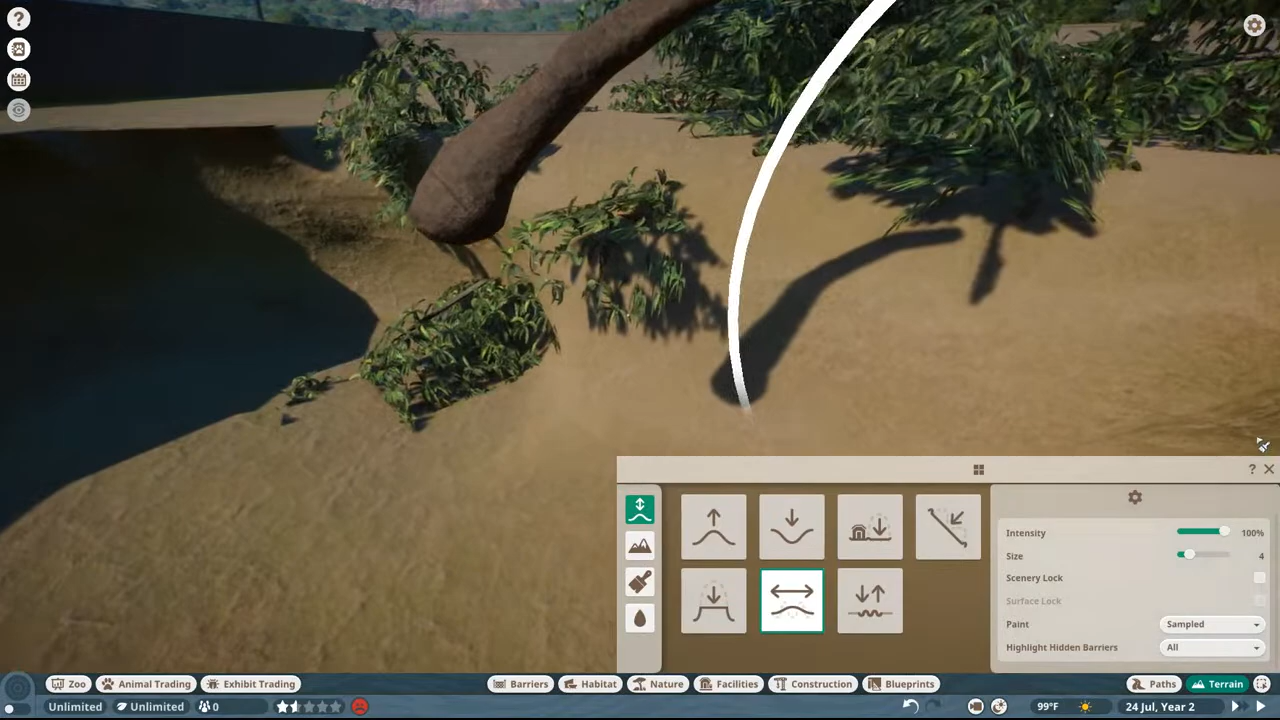 ?
? ×
Intensity 100%
Size 4
Scenery Lock
Surface Lock
Paint Sampled
Highlight Hidden Barriers All
Zoo Animal Trading Exhibit Trading Barriers Habitat Nature Facilities Construction Blueprints Paths Terrain
Unlimited Unlimited 0 99°F 24 Jul, Year 2